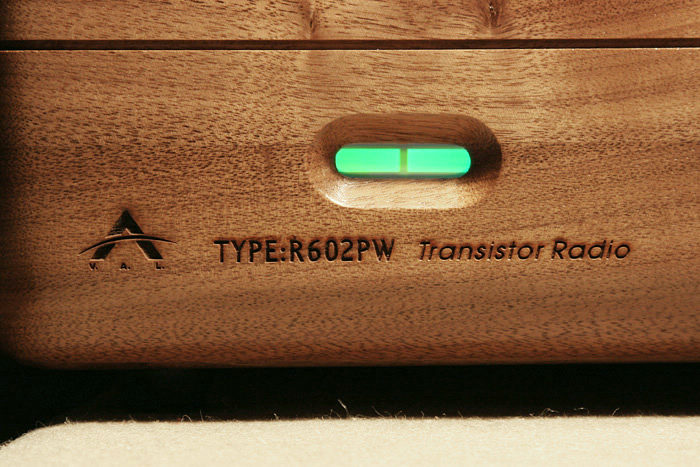 V. A. L.
TYPE:R602PW Transistor Radio